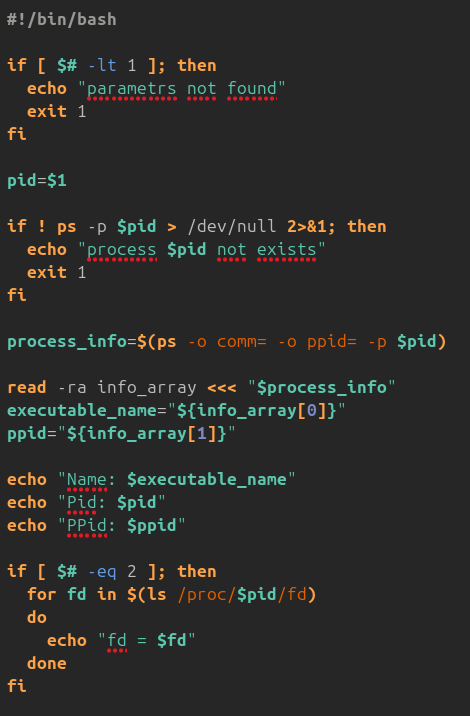 #!/bin/bash

if [ $# -lt 1 ]; then
  echo "parametrs not found"
  exit 1
fi

pid=$1

if ! ps -p $pid > /dev/null 2>&1; then
  echo "process $pid not exists"
  exit 1
fi

process_info=$(ps -o comm= -o ppid= -p $pid)

read -ra info_array <<< "$process_info"
executable_name="${info_array[0]}"
ppid="${info_array[1]}"

echo "Name: $executable_name"
echo "Pid: $pid"
echo "PPid: $ppid"

if [ $# -eq 2 ]; then
  for fd in $(ls /proc/$pid/fd)
  do
    echo "fd = $fd"
  done
fi